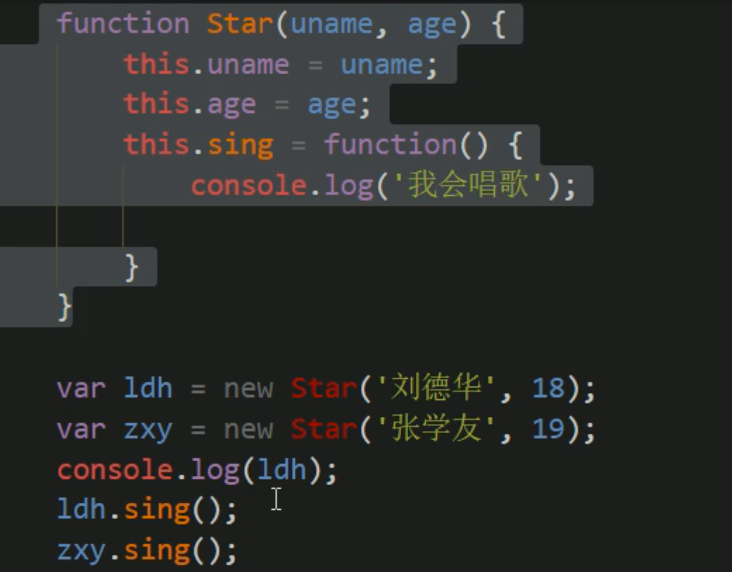 function Star(uname, age) {
this.uname = uname;
this.age = age;
this.sing = function() {
console.log('我会唱歌');
}
}
var ldh = new Star('刘德华', 18);
var zxy = new Star('张学友', 19);
console.log(ldh);
ldh.sing();
zxy.sing();